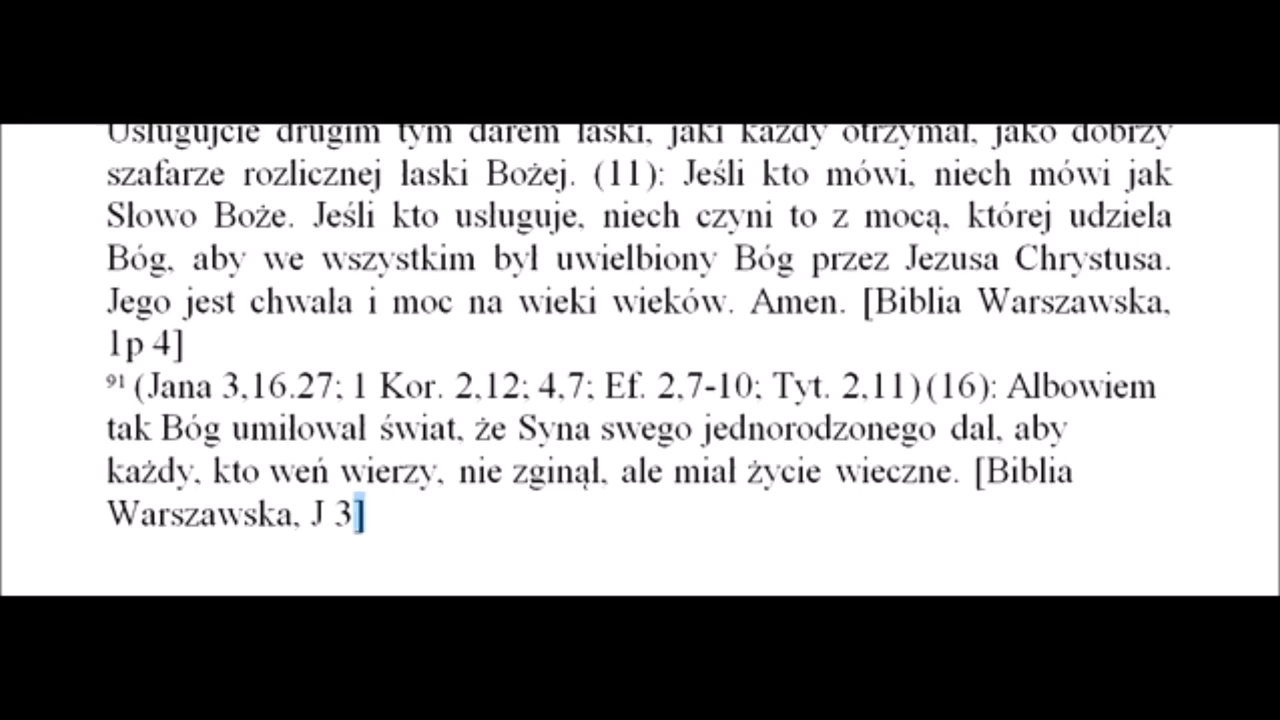 Usługujcie drugim tym darem łaski, jaki każdy otrzymał, jako dobrzy
szafarze rozlicznej łaski Bożej. (11): Jeśli kto mówi, niech mówi jak
Słowo Boże. Jeśli kto usługuje, niech czyni to z mocą, której udziela
Bóg, aby we wszystkim był uwielbiony Bóg przez Jezusa Chrystusa.
Jego jest chwała i moc na wieki wieków. Amen. [Biblia Warszawska,
1p 4]
⁹¹ (Jana 3,16.27; 1 Kor. 2,12; 4,7; Ef. 2,7-10; Tyt. 2,11)(16): Albowiem
tak Bóg umiłował świat, że Syna swego jednorodzonego dał, aby
każdy, kto weń wierzy, nie zginął, ale miał życie wieczne. [Biblia
Warszawska, J 3]